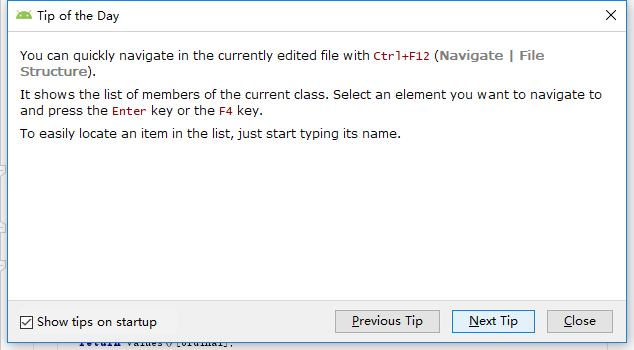 Tip of the Day
You can quickly navigate in the currently edited file with Ctrl+F12 (Navigate | File
Structure).
It shows the list of members of the current class. Select an element you want to navigate to
and press the Enter key or the F4 key.
To easily locate an item in the list, just start typing its name.
Show tips on startup
Previous Tip
Next Tip
Close
return values()[ordinal];